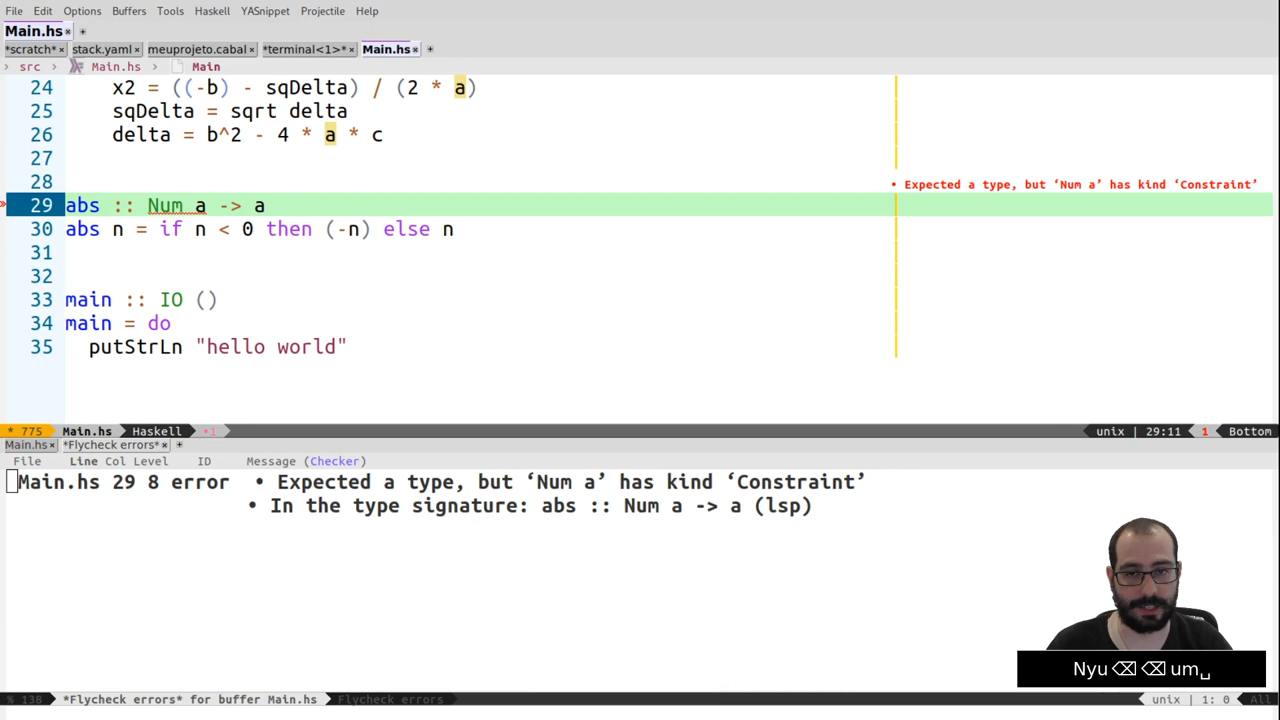 File Edit Options Buffers Tools Haskell YASnippet Projectile Help
Main.hs × +
*scratch* × stack.yaml × meuprojeto.cabal × *terminal<1>* × Main.hs × +
› src › Main.hs › Main
24 x2 = ((-b) - sqDelta) / (2 * a)
25 sqDelta = sqrt delta
26 delta = b^2 - 4 * a * c
27
28
• Expected a type, but ‘Num a’ has kind ‘Constraint’
29 abs :: Num a -> a
30 abs n = if n < 0 then (-n) else n
31
32
33 main :: IO ()
34 main = do
35 putStrLn "hello world"
* 775 Main.hs Haskell •1 unix | 29:11 1 Bottom
Main.hs × *Flycheck errors* × +
File Line Col Level ID Message (Checker)
Main.hs 29 8 error • Expected a type, but ‘Num a’ has kind ‘Constraint’
• In the type signature: abs :: Num a -> a (lsp)
Nyu ⌫ ⌫ um␣
% 138 *Flycheck errors* for buffer Main.hs Flycheck errors unix | 1: 0 All